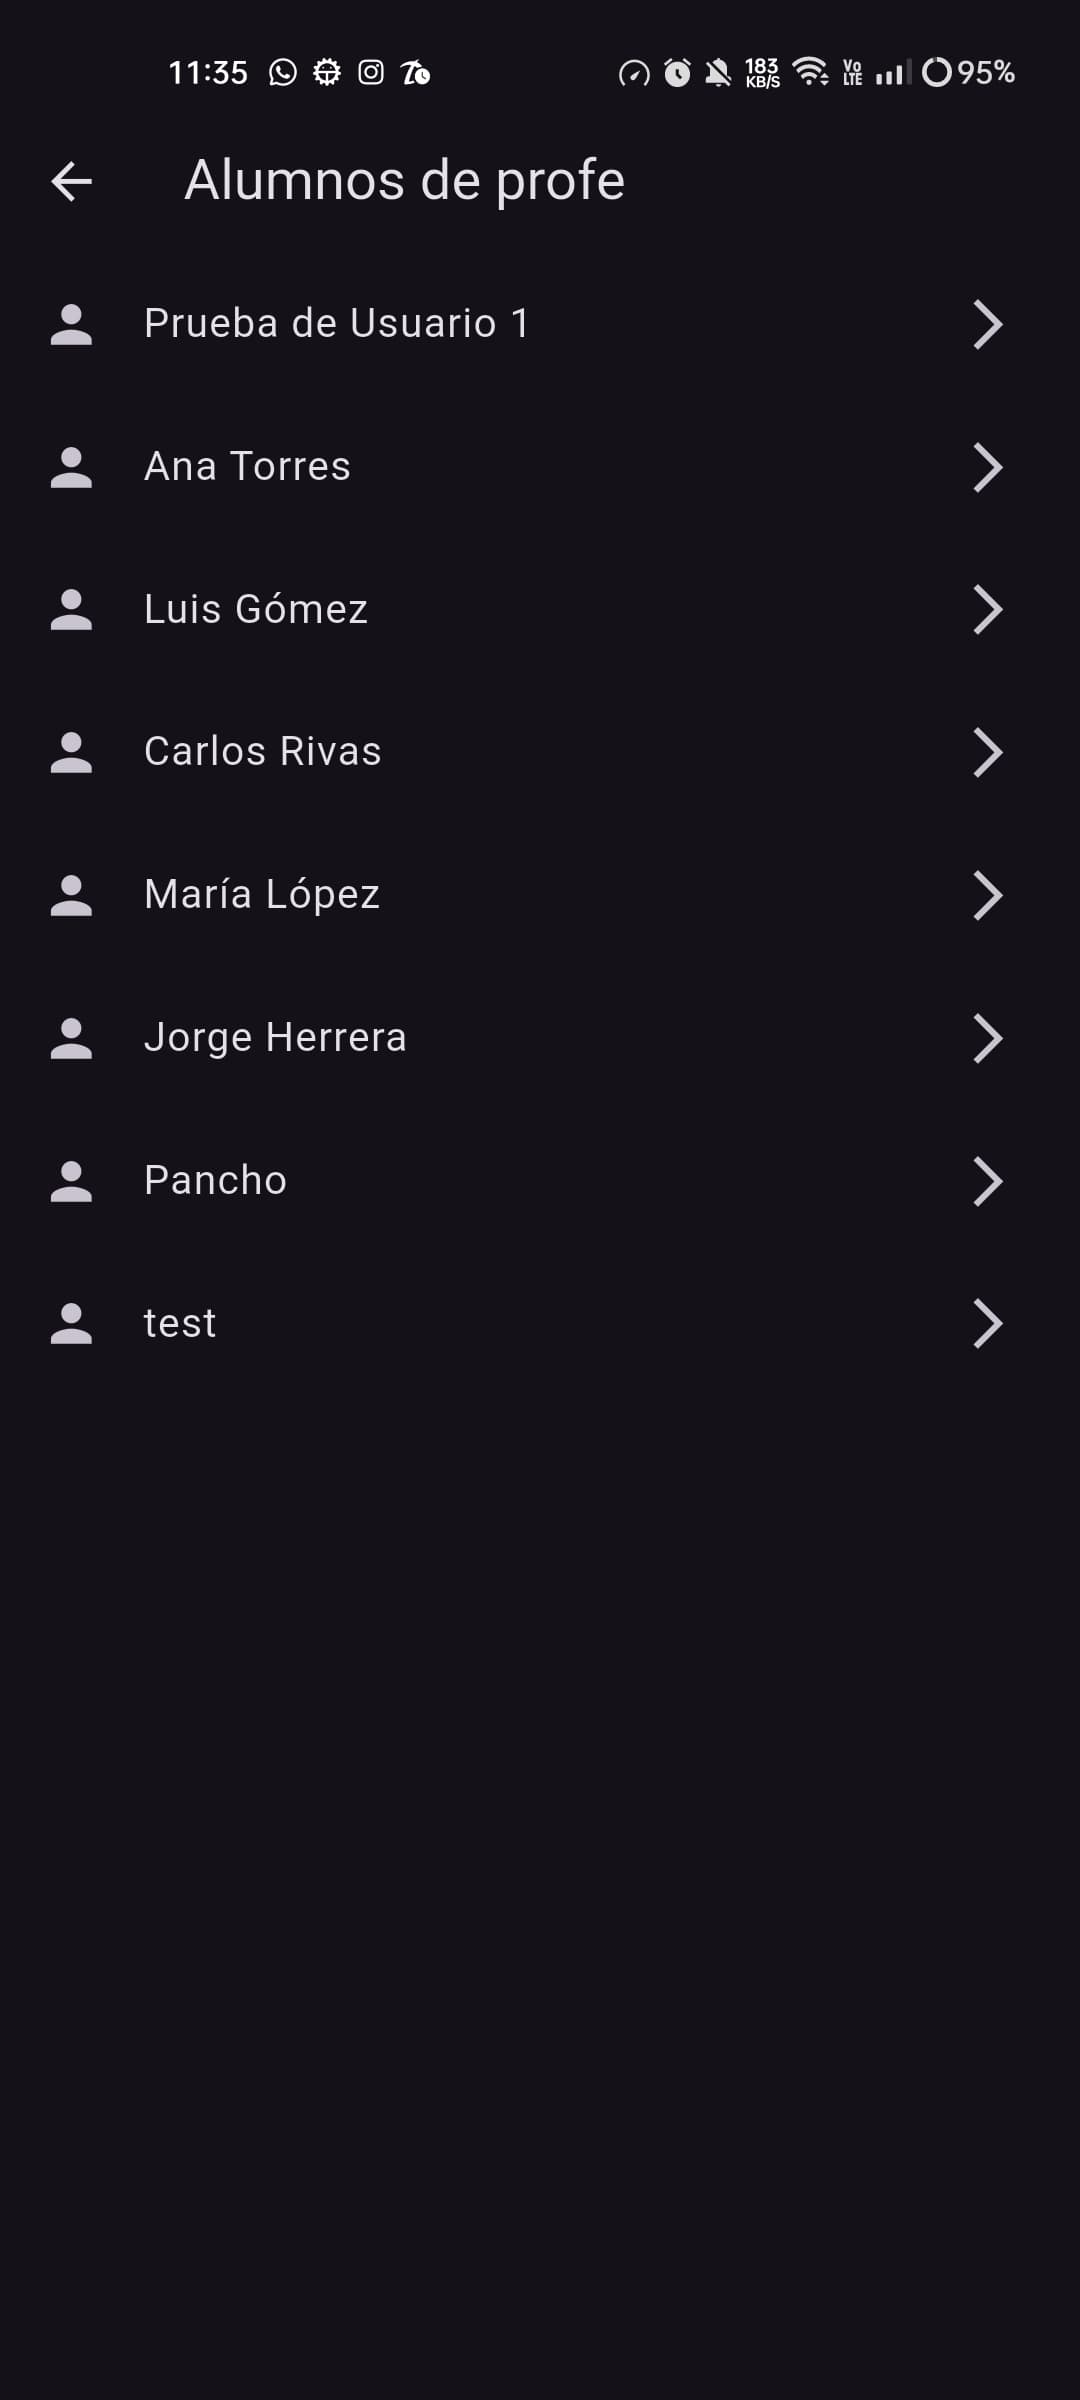 11:35 183 KB/S Vo LTE 95%
Alumnos de profe
Prueba de Usuario 1
Ana Torres
Luis Gómez
Carlos Rivas
María López
Jorge Herrera
Pancho
test